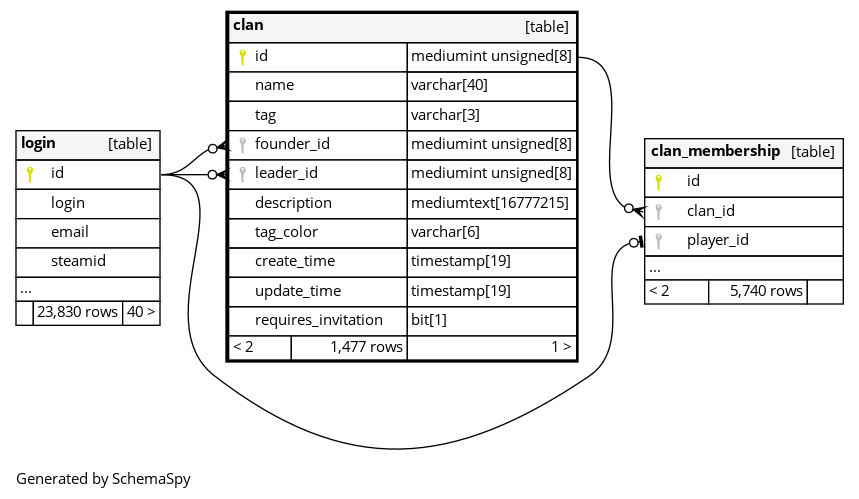 login [table]
id
login
email
steamid
...
23,830 rows 40 >
clan [table]
id mediumint unsigned[8]
name varchar[40]
tag varchar[3]
founder_id mediumint unsigned[8]
leader_id mediumint unsigned[8]
description mediumtext[16777215]
tag_color varchar[6]
create_time timestamp[19]
update_time timestamp[19]
requires_invitation bit[1]
< 2 1,477 rows 1 >
clan_membership [table]
id
clan_id
player_id
...
< 2 5,740 rows
Generated by SchemaSpy